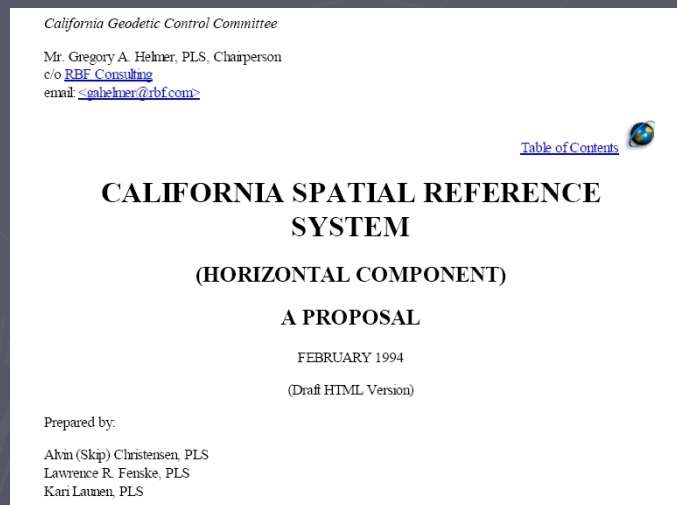 California Geodetic Control Committee
Mr. Gregory A. Helmer, PLS, Chairperson
c/o RBF Consulting
email: <gahelmer@rbf.com>
Table of Contents
CALIFORNIA SPATIAL REFERENCE
SYSTEM
(HORIZONTAL COMPONENT)
A PROPOSAL
FEBRUARY 1994
(Draft HTML Version)
Prepared by:
Alvin (Skip) Christensen, PLS
Lawrence R. Fenske, PLS
Kari Launen, PLS